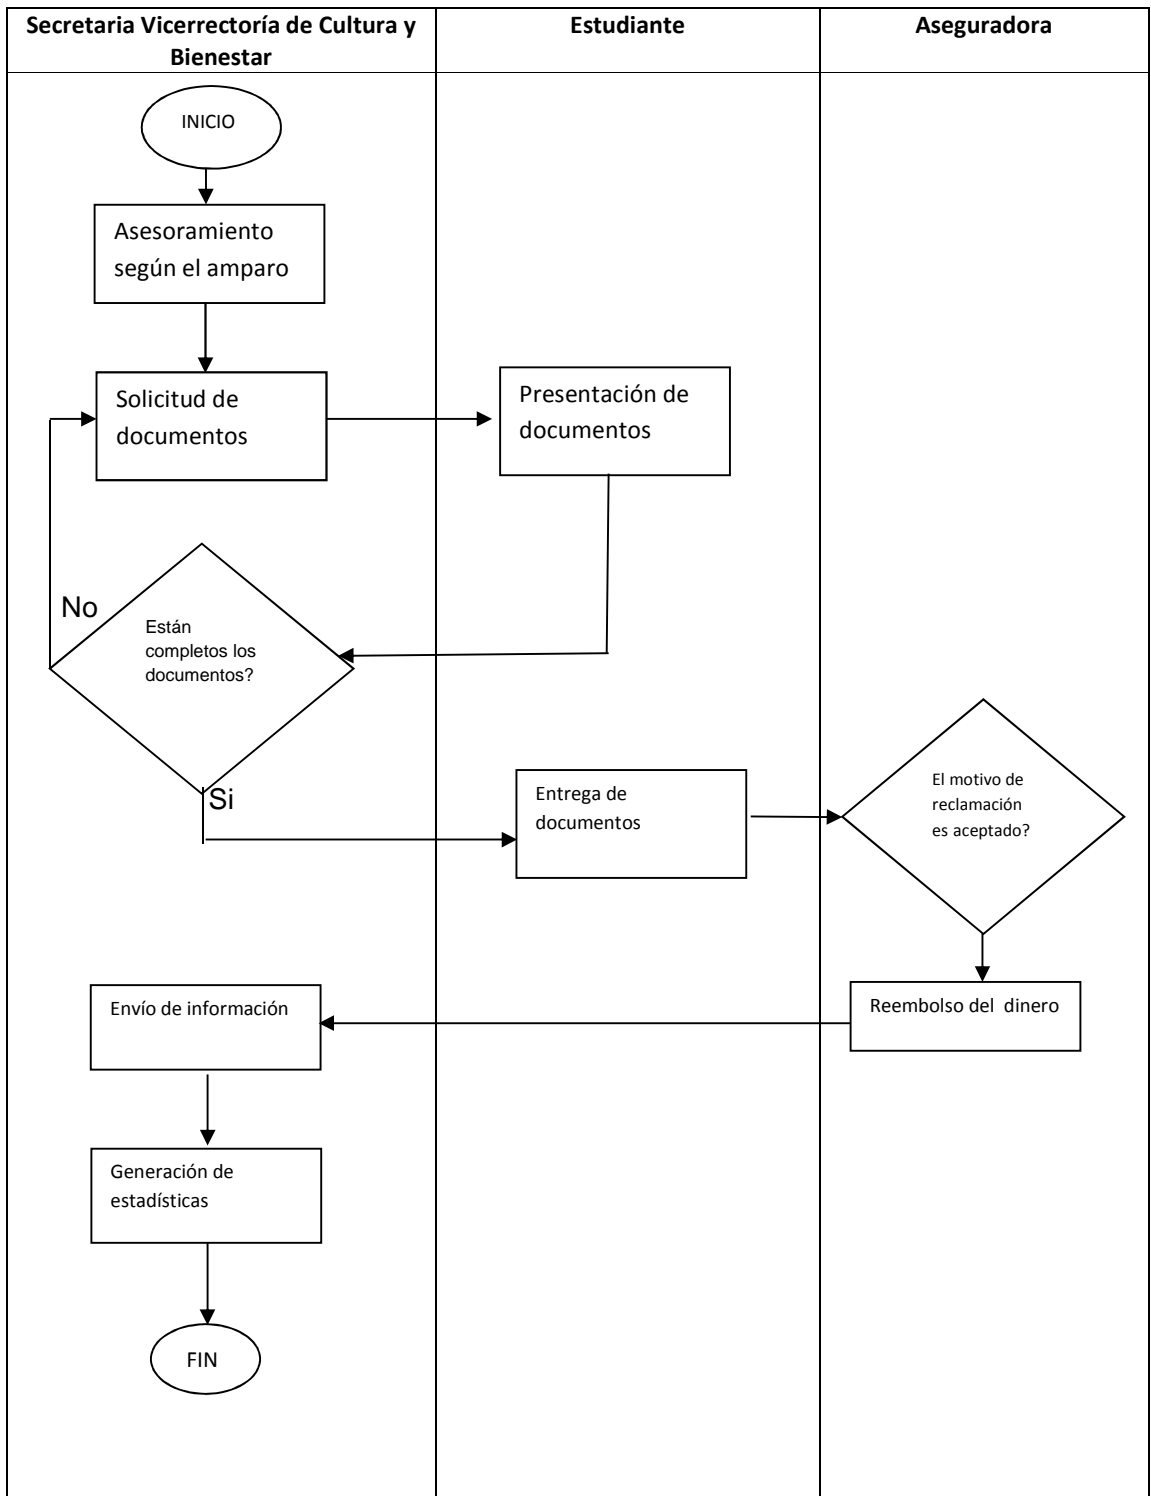 Secretaria Vicerrectoría de Cultura y
Bienestar
Estudiante
Aseguradora
INICIO
Asesoramiento
según el amparo
Solicitud de
documentos
Presentación de
documentos
No
Están
completos los
documentos?
Si
Entrega de
documentos
El motivo de
reclamación
es aceptado?
Reembolso del dinero
Envío de información
Generación de
estadísticas
FIN